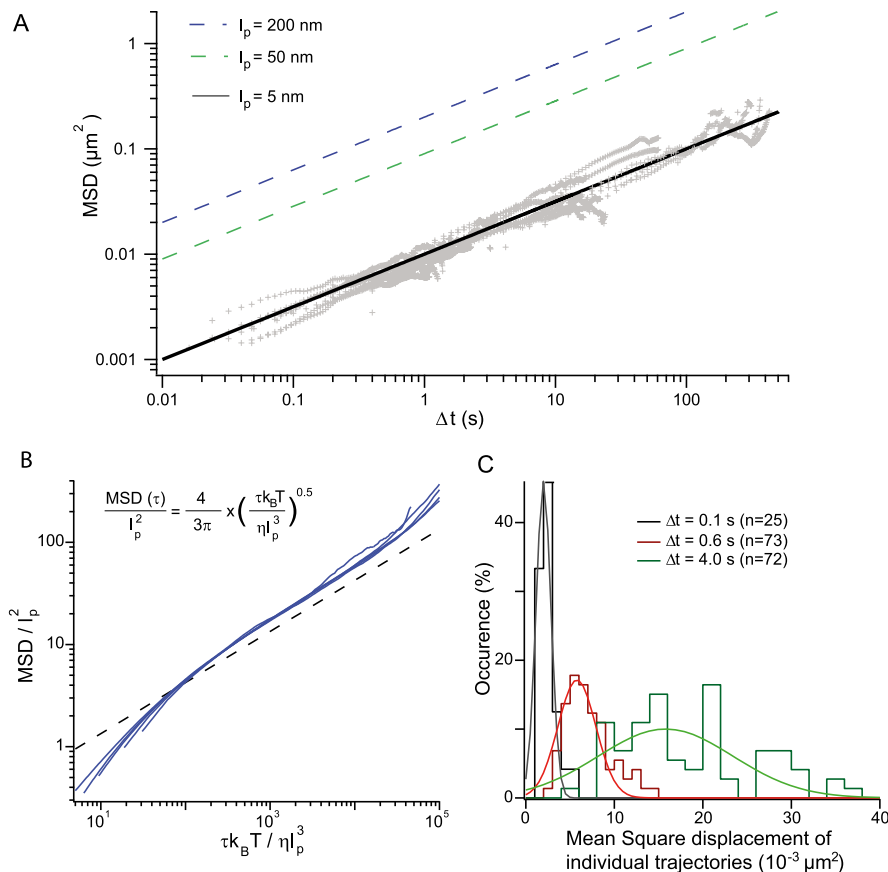 A
l_p = 200 nm
l_p = 50 nm
l_p = 5 nm
MSD (µm²)
1
0.1
0.01
0.001
0.01 0.1 1 10 100
Δt (s)
B
MSD (τ) / l_p² = 4 / 3π x (τk_BT / ηl_p³)^0.5
MSD / l_p²
100
10
1
10¹ 10³ 10⁵
τk_BT / ηl_p³
C
Δt = 0.1 s (n=25)
Δt = 0.6 s (n=73)
Δt = 4.0 s (n=72)
Occurence (%)
40
20
0
0 10 20 30 40
Mean Square displacement of
individual trajectories (10⁻³ µm²)